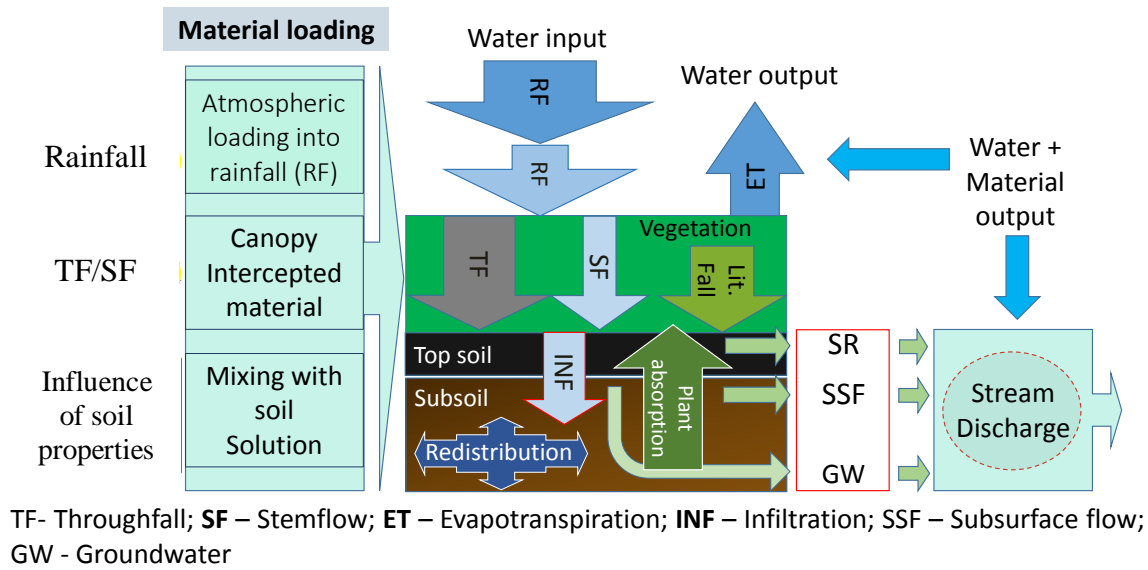 Material loading
Water input
Water output
Rainfall
Atmospheric
loading into
rainfall (RF)
RF
RF
ET
Water +
Material
output
TF/SF
Canopy
Intercepted
material
Vegetation
TF
SF
Lit.
Fall
Influence
of soil
properties
Mixing with
soil
Solution
Top soil
INF
Plant
absorption
Subsoil
Redistribution
SR
SSF
GW
Stream
Discharge
TF- Throughfall; SF – Stemflow; ET – Evapotranspiration; INF – Infiltration; SSF – Subsurface flow;
GW - Groundwater